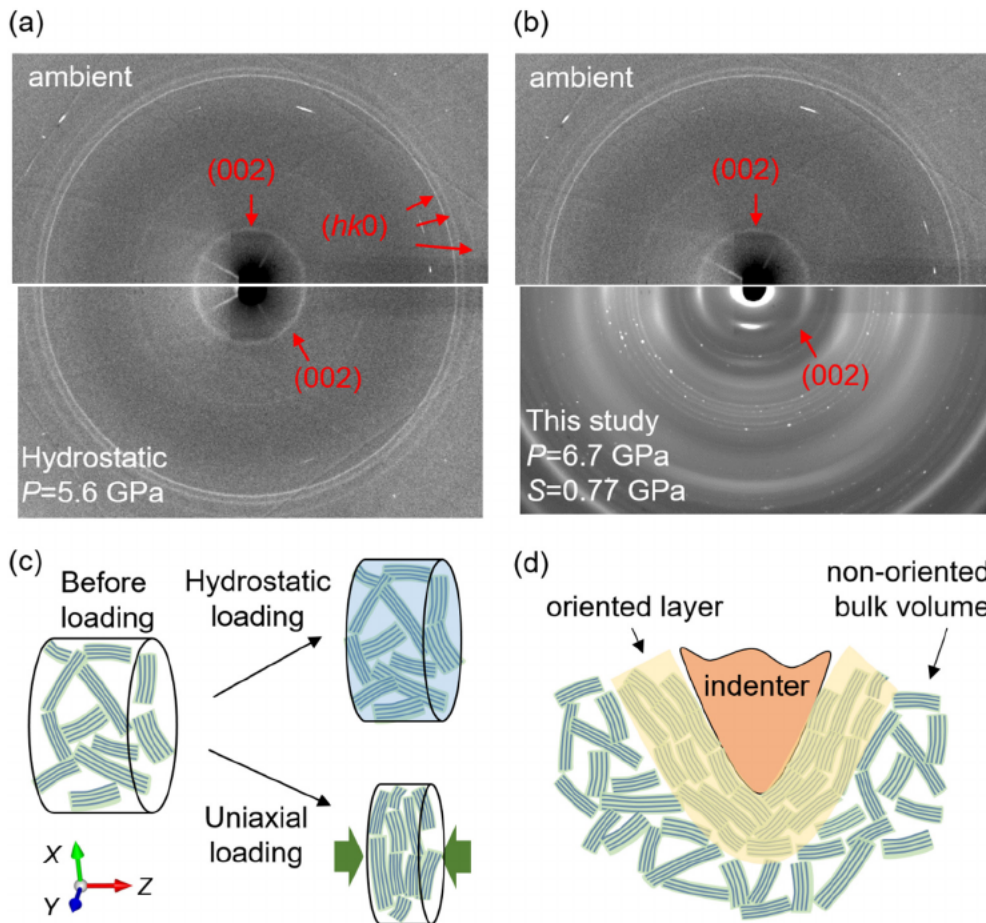 (a)
ambient
(002)
(hk0)
(002)
Hydrostatic
P=5.6 GPa
(b)
ambient
(002)
(002)
This study
P=6.7 GPa
S=0.77 GPa
(c)
Before
loading
Hydrostatic
loading
Uniaxial
loading
X
Y
Z
(d)
oriented layer
non-oriented
bulk volume
indenter